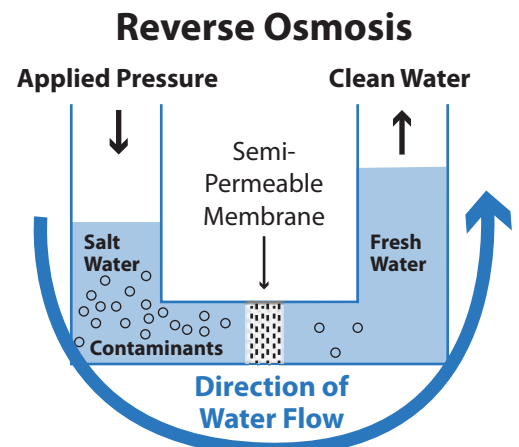 Reverse Osmosis
Applied Pressure
Clean Water
Semi-
Permeable
Membrane
Salt
Water
Fresh
Water
Contaminants
Direction of
Water Flow